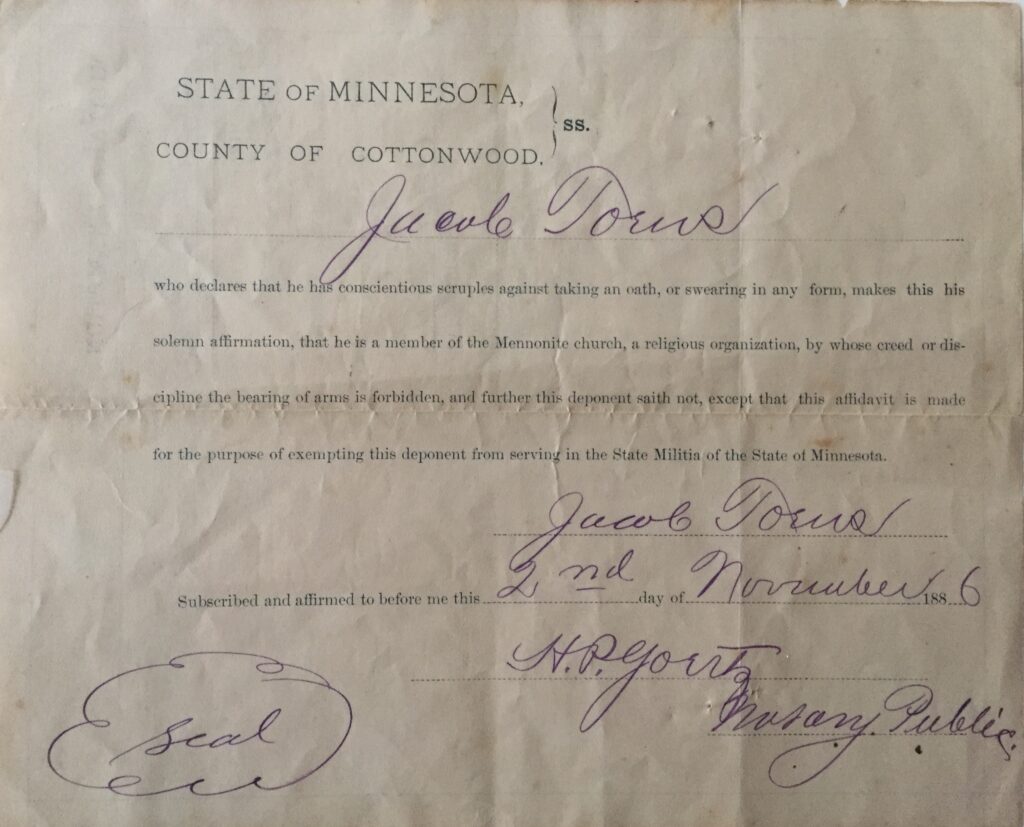 STATE OF MINNESOTA,
COUNTY OF COTTONWOOD. } ss.
Jacob Toews
who declares that he has conscientious scruples against taking an oath, or swearing in any form, makes this his
solemn affirmation, that he is a member of the Mennonite church, a religious organization, by whose creed or dis-
cipline the bearing of arms is forbidden, and further this deponent saith not, except that this affidavit is made
for the purpose of exempting this deponent from serving in the State Militia of the State of Minnesota.
Jacob Toews
Subscribed and affirmed to before me this 2nd day of November 1886
H. P. Goertz
Notary Public.
Seal